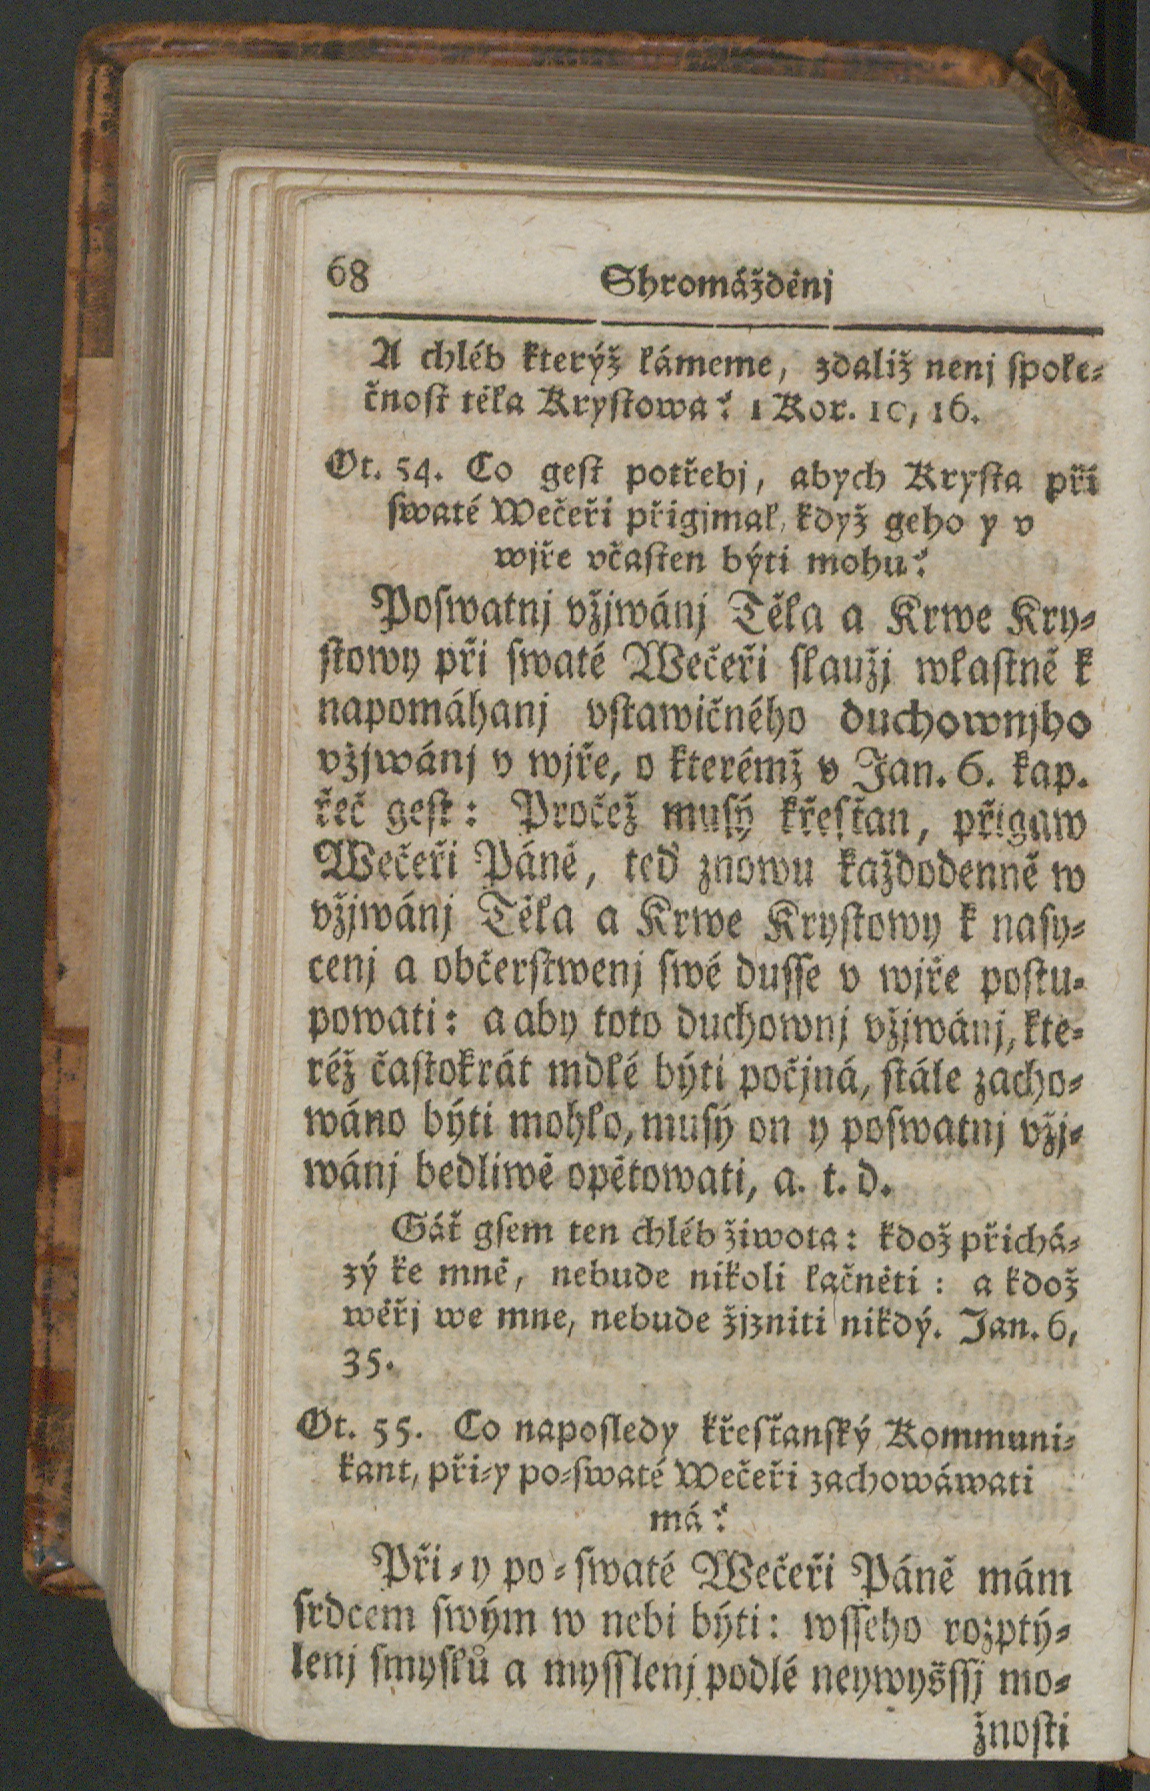 68 Shromážděnj
A chléb kterýž lámeme, zdaliž nenj spole-
čnost těla Krystowa? 1 Kor. 10, 16.
Ot. 54. Co gest potřebj, abych Krysta při
swaté Wečeři přigjmal, když geho y v
wjře včasten býti mohu?
Poswatnj vžjwánj Těla a Krwe Kry-
stowy při swaté Wečeři slaužj wlastně k
napomáhanj vstawičného duchownjho
vžjwánj v wjře, o kterémž v Jan. 6. kap.
řeč gest: Pročež musý křesťan, přigaw
Wečeři Páně, teď znowu každodenně w
vžjwánj Těla a Krwe Krystowy k nasy-
cenj a občerstwenj swé dusse v wjře postu-
powati: a aby toto duchownj vžjwánj, kte-
réž častokrát mdlé býti počjná, stále zacho-
wáno býti mohlo, musý on y poswatnj vžj-
wánj bedliwě opětowati, a. t. d.
Gáť gsem ten chléb žiwota: kdož přichá-
zý ke mně, nebude nikoli lačněti: a kdož
wěřj we mne, nebude žjzniti nikdý. Jan. 6,
35.
Ot. 55. Co naposledy křesťanský Kommuni-
kant, při-y po-swaté Wečeři zachowáwati
má?
Při-y po-swaté Wečeři Páně mám
srdcem swým w nebi býti: wsseho rozptý-
lenj smyslů a mysslenj podlé neywyšssj mo-
žnosti